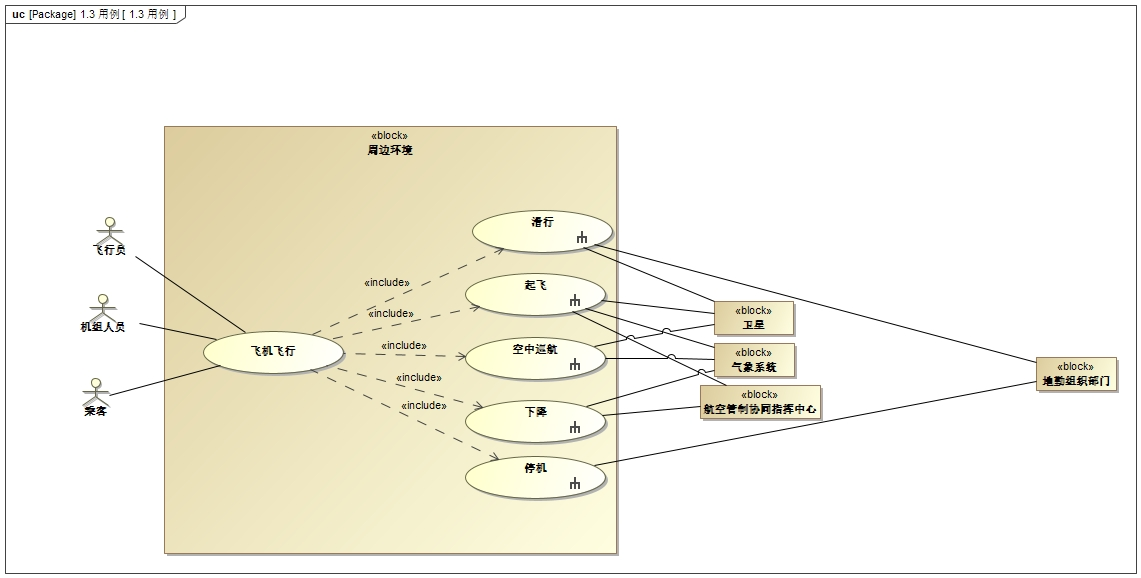 uc [Package] 1.3 用例 [ 1.3 用例 ]
«block»
周边环境
飞行员
机组人员
乘客
飞机飞行
«include»
«include»
«include»
«include»
«include»
滑行
起飞
空中巡航
下降
停机
«block»
卫星
«block»
气象系统
«block»
航空管制协同指挥中心
«block»
地勤组织部门